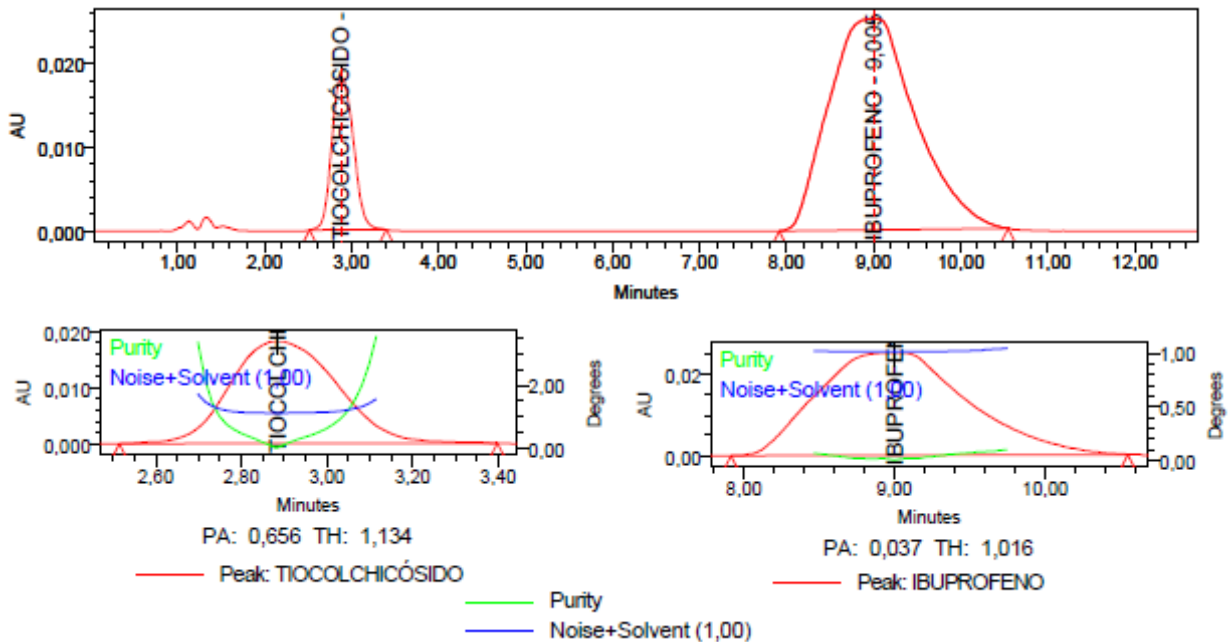 0,020
0,010
0,000
AU
TIOCOLCHICÓSIDO -
IBUPROFENO - 9,005
1,00 2,00 3,00 4,00 5,00 6,00 7,00 8,00 9,00 10,00 11,00 12,00
Minutes
0,020
0,010
0,000
AU
Purity
Noise+Solvent (1,00)
TIOCOLCHI
2,00
0,00
Degrees
2,60 2,80 3,00 3,20 3,40
Minutes
PA: 0,656 TH: 1,134
Peak: TIOCOLCHICÓSIDO
0,02
0,00
AU
Purity
Noise+Solvent (1,00)
IBUPROFEN
1,00
0,50
0,00
Degrees
8,00 9,00 10,00
Minutes
PA: 0,037 TH: 1,016
Peak: IBUPROFENO
Purity
Noise+Solvent (1,00)